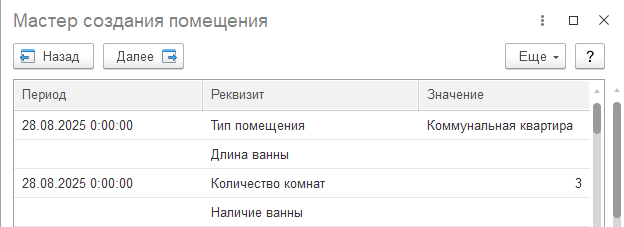 Мастер создания помещения
Назад Далее Еще ?
Период Реквизит Значение
28.08.2025 0:00:00 Тип помещения Коммунальная квартира
Длина ванны
28.08.2025 0:00:00 Количество комнат 3
Наличие ванны